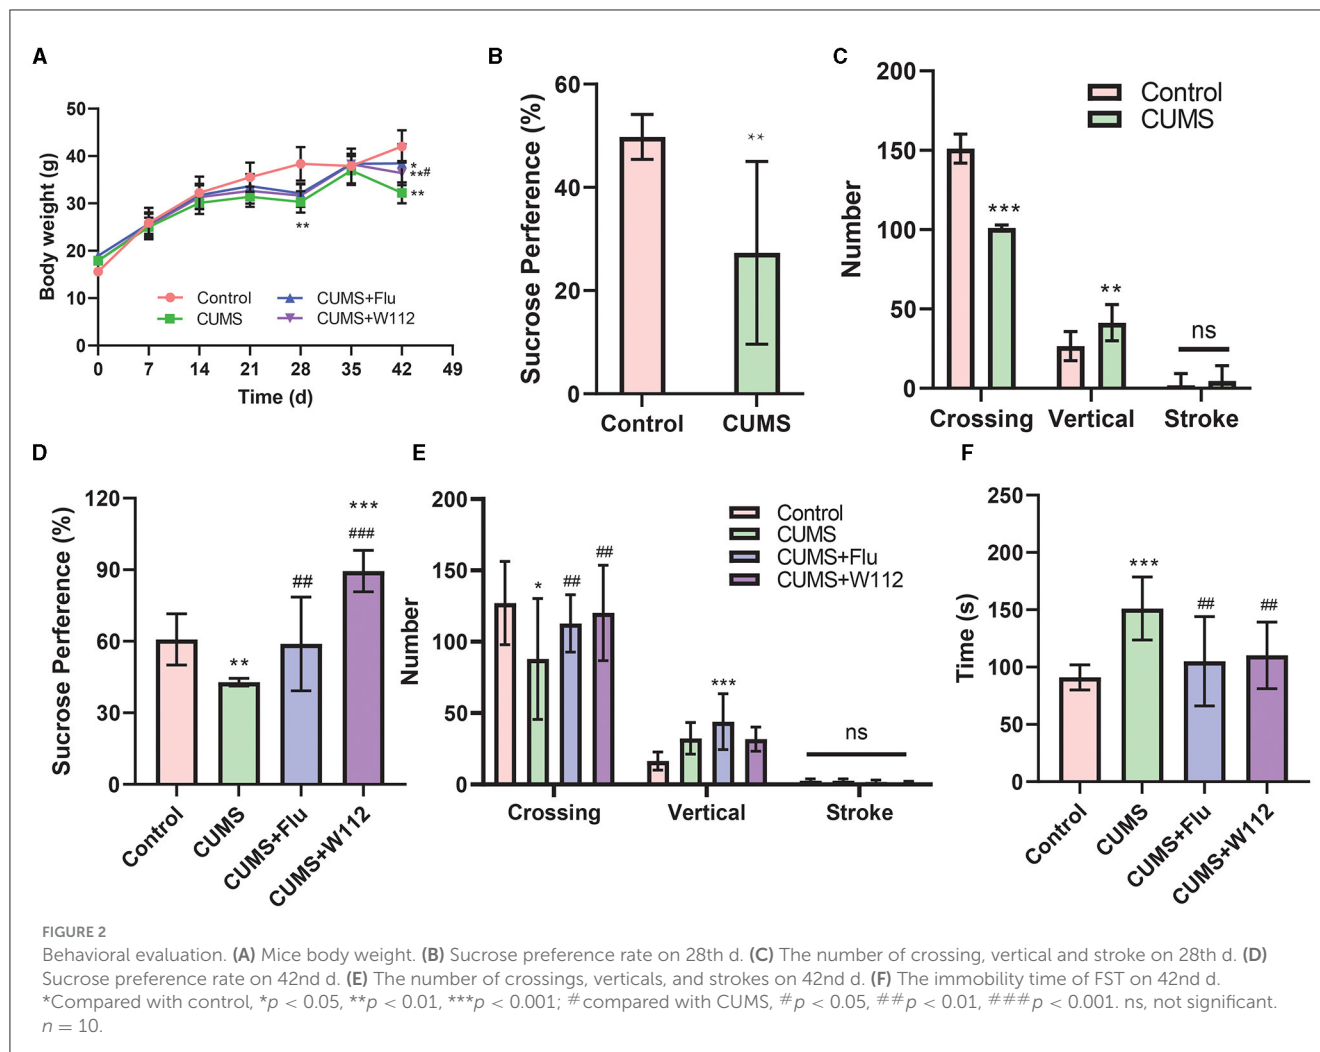 A
Body weight (g)
50
40
30
20
10
0
*
**#
**
**
Control
CUMS
CUMS+Flu
CUMS+W112
0 7 14 21 28 35 42 49
Time (d)
B
Sucrose Perference (%)
60
40
20
0
**
Control CUMS
C
Number
200
150
100
50
0
Control
CUMS
***
**
ns
Crossing Vertical Stroke
D
Sucrose Perference (%)
120
90
60
30
0
**
##
***
###
Control CUMS CUMS+Flu CUMS+W112
E
Number
200
150
100
50
0
Control
CUMS
CUMS+Flu
CUMS+W112
* ## ##
***
ns
Crossing Vertical Stroke
F
Time (s)
250
200
150
100
50
0
***
## ##
Control CUMS CUMS+Flu CUMS+W112
FIGURE 2
Behavioral evaluation. (A) Mice body weight. (B) Sucrose preference rate on 28th d. (C) The number of crossing, vertical and stroke on 28th d. (D)
Sucrose preference rate on 42nd d. (E) The number of crossings, verticals, and strokes on 42nd d. (F) The immobility time of FST on 42nd d.
*Compared with control, *p < 0.05, **p < 0.01, ***p < 0.001; #compared with CUMS, #p < 0.05, ##p < 0.01, ###p < 0.001. ns, not significant.
n = 10.